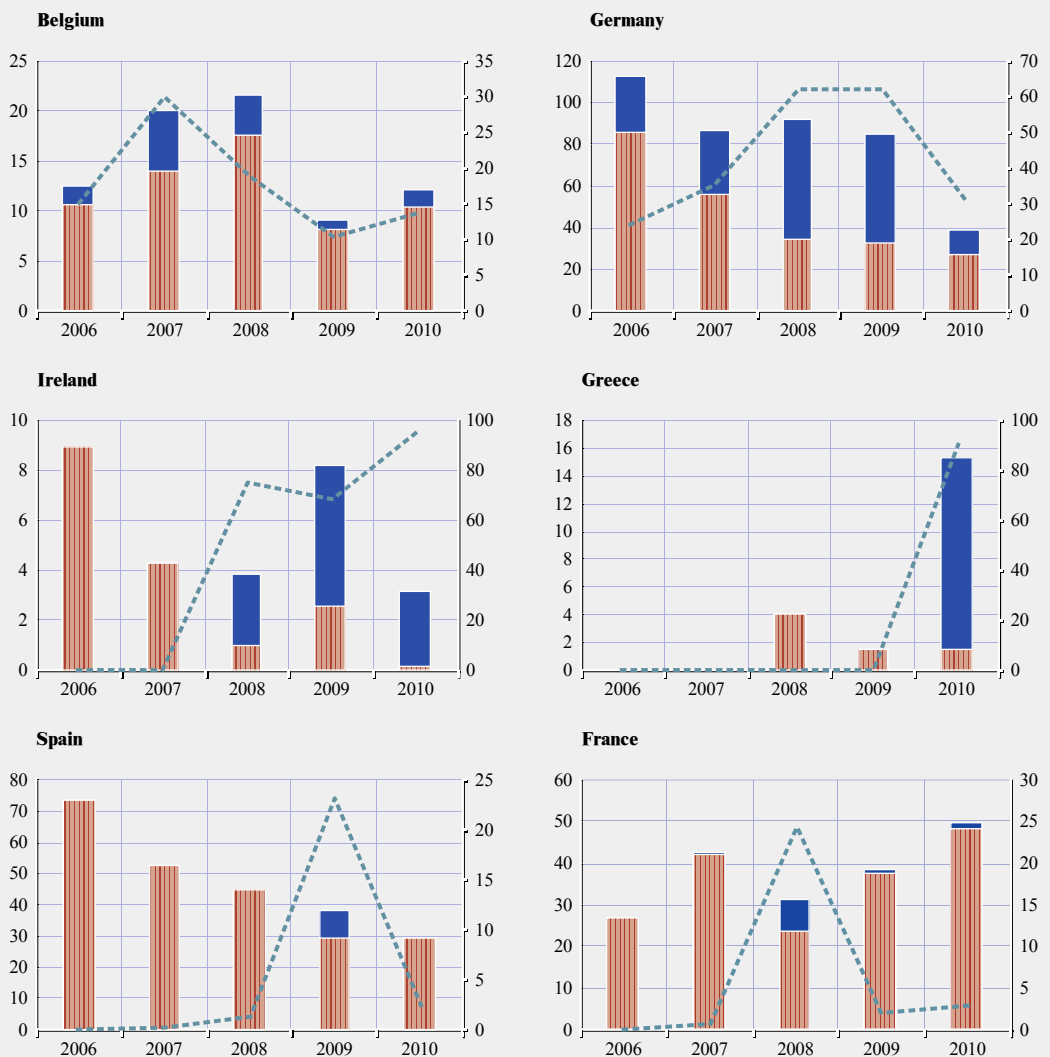 Belgium Germany
25 35 120 70
20 30 100 60
15 25 80 50
10 20 60 40
5 15 40 30
0 10 20 20
5 0 10
0 0
2006 2007 2008 2009 2010 2006 2007 2008 2009 2010
Ireland Greece
10 100 18 100
8 80 16 80
6 60 14 60
4 40 12 40
2 20 10 20
0 0 8 0
6
4
2
0
2006 2007 2008 2009 2010 2006 2007 2008 2009 2010
Spain France
80 25 60 30
70 20 50 25
60 15 40 20
50 10 30 15
40 5 20 10
30 0 10 5
20 0 0
10
0
2006 2007 2008 2009 2010 2006 2007 2008 2009 2010